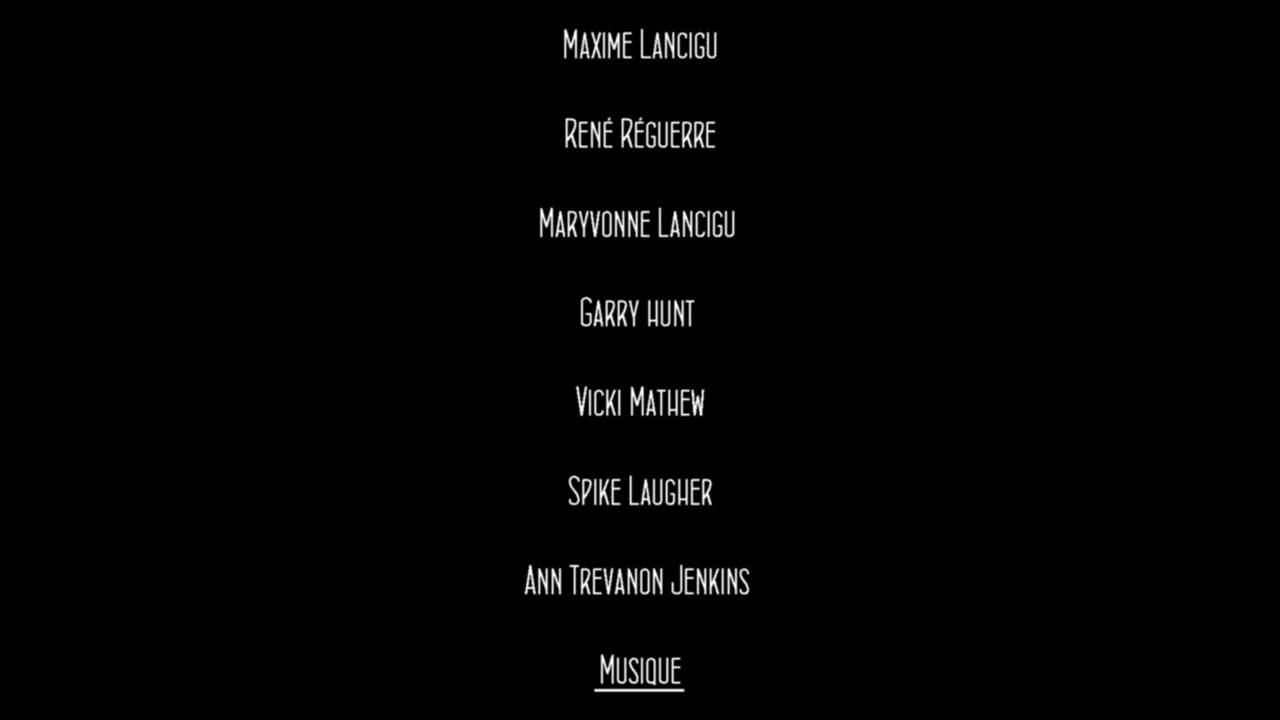 Maxime Lancigu
René Réguerre
Maryvonne Lancigu
Garry hunt
Vicki Mathew
Spike Laugher
Ann Trevanon Jenkins
Musique